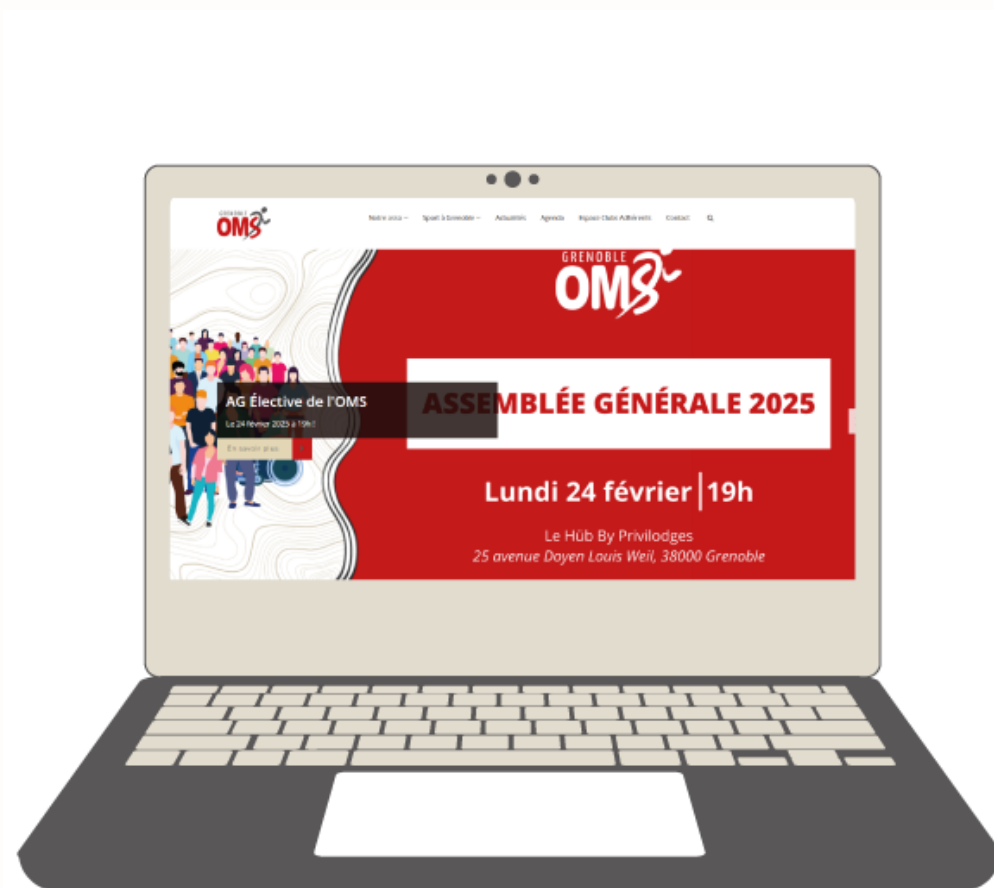 GRENOBLE
OMS
Notre asso Sport à Grenoble Actualités Agenda Espace Clubs Adhérents Contact
GRENOBLE
OMS
ASSEMBLÉE GÉNÉRALE 2025
AG Élective de l'OMS
Le 24 février 2025 à 19h !
En savoir plus
Lundi 24 février 19h
Le Hüb By Privilodges
25 avenue Doyen Louis Weil, 38000 Grenoble